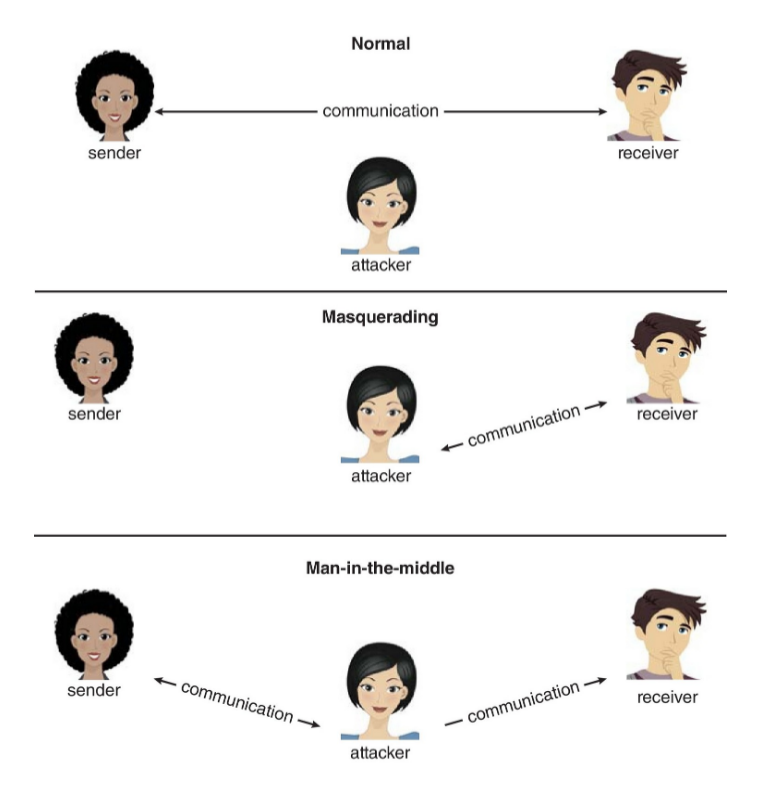 Normal
communication
sender
receiver
attacker
Masquerading
communication
sender
receiver
attacker
Man-in-the-middle
communication
communication
sender
receiver
attacker